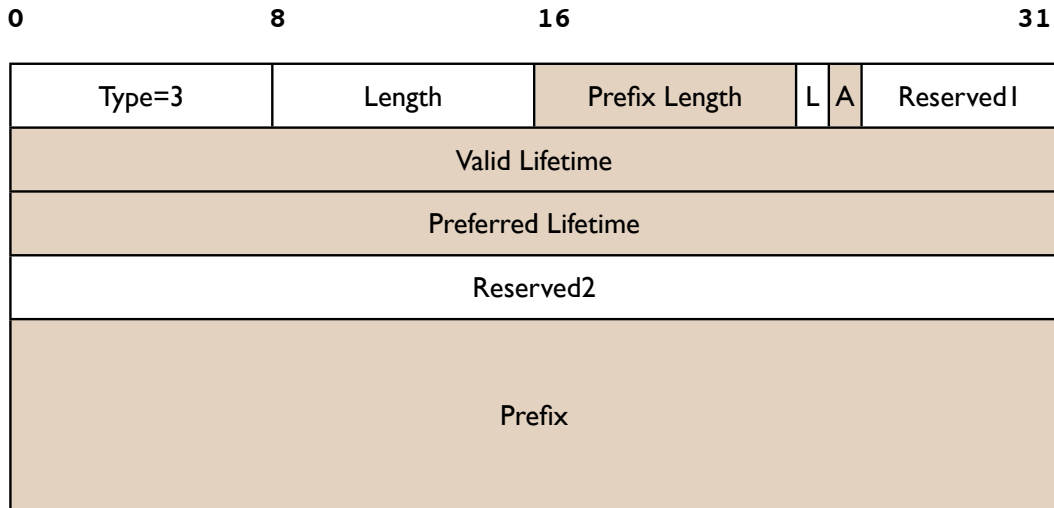 0 8 16 31
Type=3 Length Prefix Length L A Reserved1
Valid Lifetime
Preferred Lifetime
Reserved2
Prefix